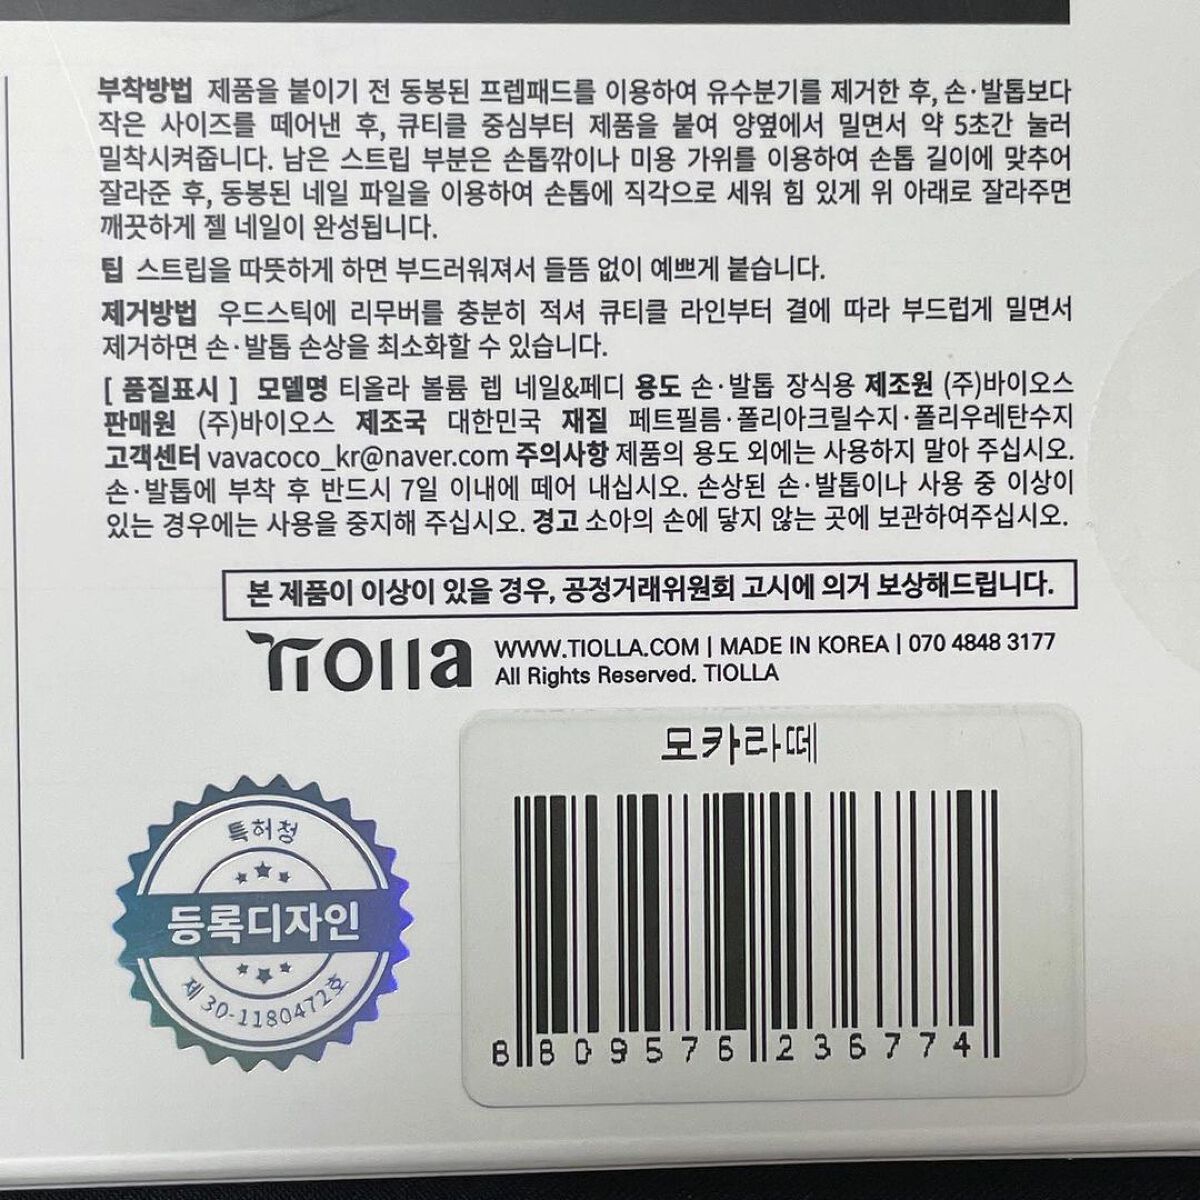 부착방법 제품을 붙이기 전 동봉된 프렙패드를 이용하여 유수분기를 제거한 후, 손·발톱보다
작은 사이즈를 떼어낸 후, 큐티클 중심부터 제품을 붙여 양옆에서 밀면서 약 5초간 눌러
밀착시켜줍니다. 남은 스트립 부분은 손톱깎이나 미용 가위를 이용하여 손톱 길이에 맞추어
잘라준 후, 동봉된 네일 파일을 이용하여 손톱에 직각으로 세워 힘 있게 위 아래로 잘라주면
깨끗하게 젤 네일이 완성됩니다.
팁 스트립을 따뜻하게 하면 부드러워져서 들뜸 없이 예쁘게 붙습니다.
제거방법 우드스틱에 리무버를 충분히 적셔 큐티클 라인부터 결에 따라 부드럽게 밀면서
제거하면 손·발톱 손상을 최소화할 수 있습니다.
[ 품질표시 ] 모델명 티올라 볼륨 렙 네일&페디 용도 손·발톱 장식용 제조원 (주)바이오스
판매원 (주)바이오스 제조국 대한민국 재질 페트필름·폴리아크릴수지·폴리우레탄수지
고객센터 vavacoco_kr@naver.com 주의사항 제품의 용도 외에는 사용하지 말아 주십시오.
손·발톱에 부착 후 반드시 7일 이내에 떼어 내십시오. 손상된 손·발톱이나 사용 중 이상이
있는 경우에는 사용을 중지해 주십시오. 경고 소아의 손에 닿지 않는 곳에 보관하여주십시오.
본 제품이 이상이 있을 경우, 공정거래위원회 고시에 의거 보상해드립니다.
TIOLLA WWW.TIOLLA.COM | MADE IN KOREA | 070 4848 3177
All Rights Reserved. TIOLLA
모카라떼
특허청
등록디자인
제 30-1180472호
8 809576 236774